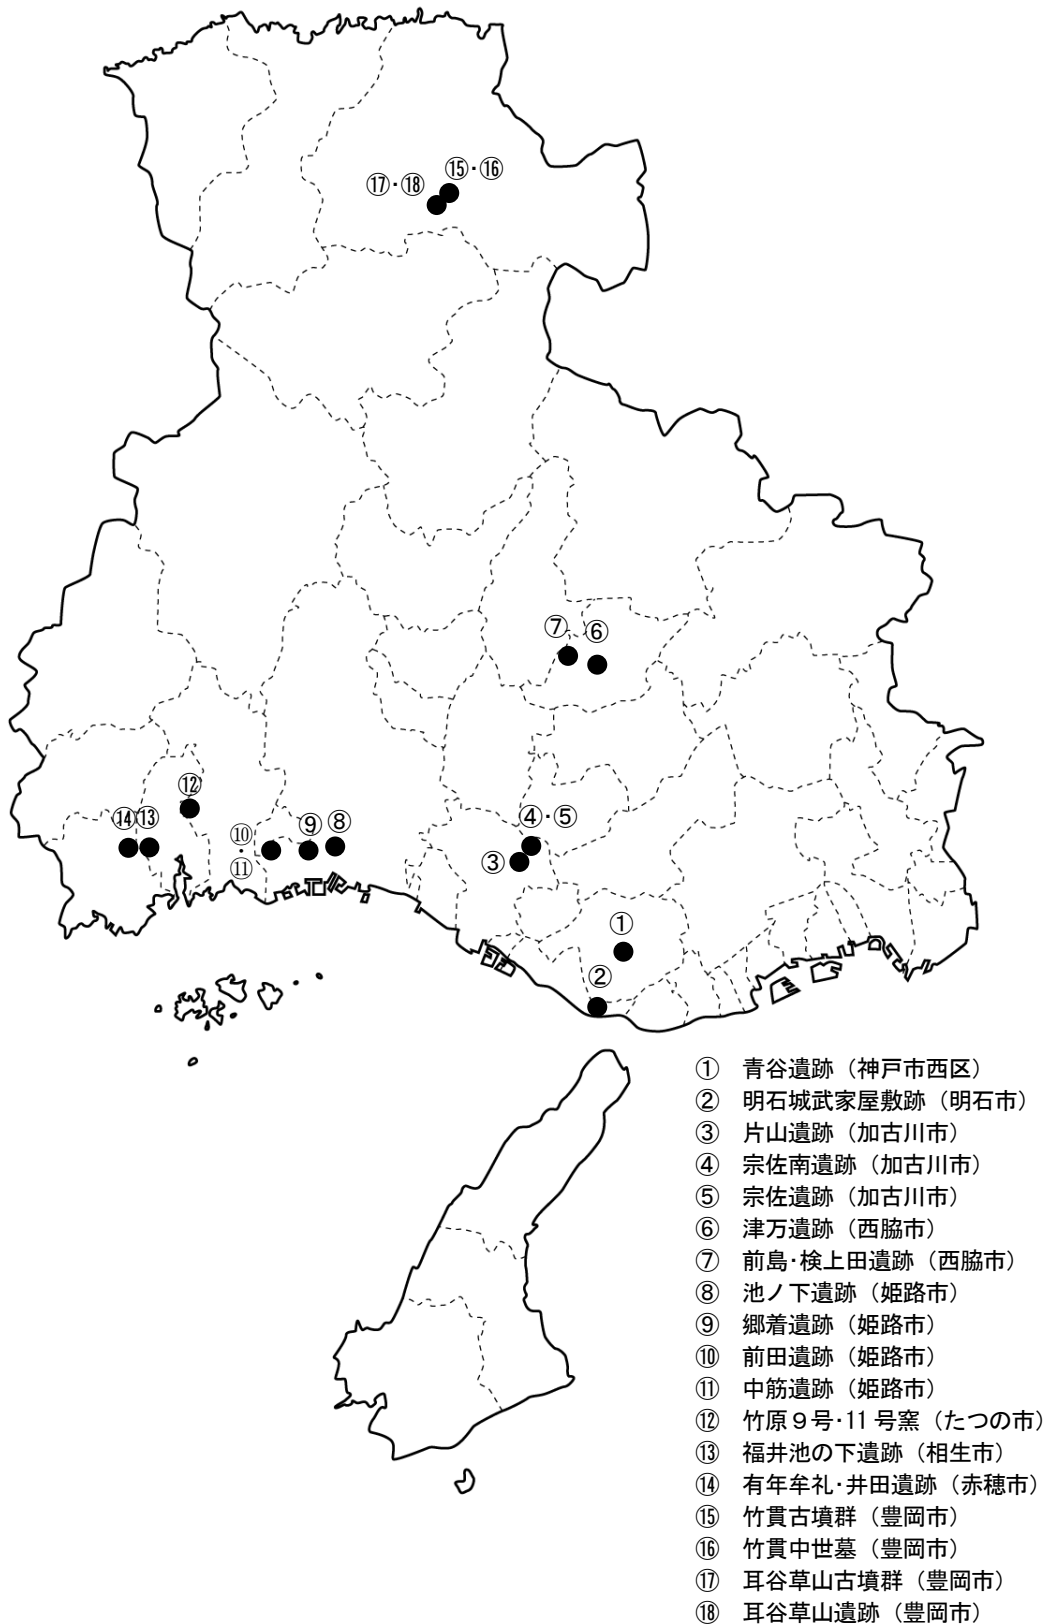 ⑮・⑯
⑰・⑱
⑦
⑥
⑫
⑭
⑬
⑩
・
⑪
⑨
⑧
④・⑤
③
①
②
① 青谷遺跡（神戸市西区）
② 明石城武家屋敷跡（明石市）
③ 片山遺跡（加古川市）
④ 宗佐南遺跡（加古川市）
⑤ 宗佐遺跡（加古川市）
⑥ 津万遺跡（西脇市）
⑦ 前島・検上田遺跡（西脇市）
⑧ 池ノ下遺跡（姫路市）
⑨ 郷着遺跡（姫路市）
⑩ 前田遺跡（姫路市）
⑪ 中筋遺跡（姫路市）
⑫ 竹原９号・11号窯（たつの市）
⑬ 福井池の下遺跡（相生市）
⑭ 有年牟礼・井田遺跡（赤穂市）
⑮ 竹貫古墳群（豊岡市）
⑯ 竹貫中世墓（豊岡市）
⑰ 耳谷草山古墳群（豊岡市）
⑱ 耳谷草山遺跡（豊岡市）